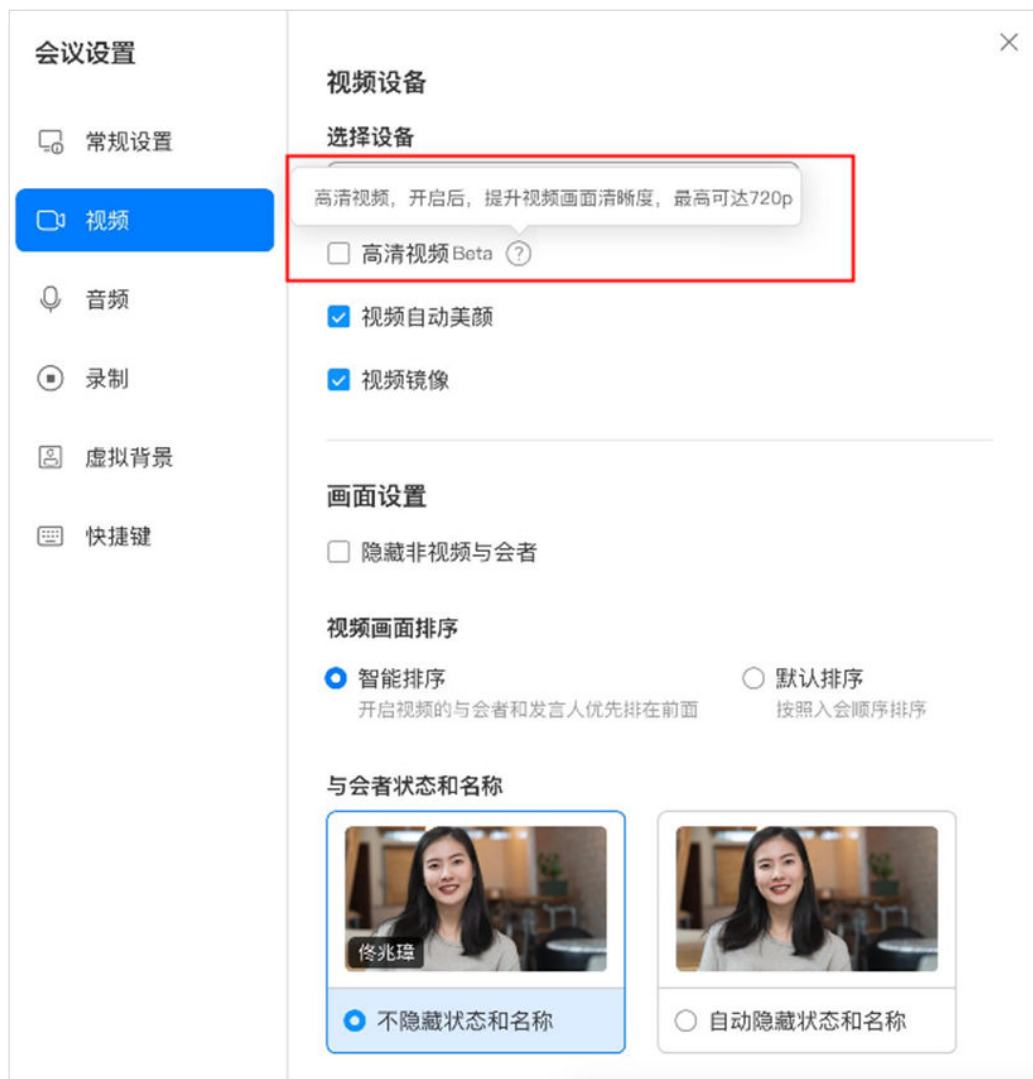 会议设置
常规设置
视频
音频
录制
虚拟背景
快捷键
视频设备
选择设备
高清视频，开启后，提升视频画面清晰度，最高可达720p
高清视频Beta ?
视频自动美颜
视频镜像
画面设置
隐藏非视频与会者
视频画面排序
智能排序
开启视频的与会者和发言人优先排在前面
默认排序
按照入会顺序排序
与会者状态和名称
佟兆璋
不隐藏状态和名称
自动隐藏状态和名称